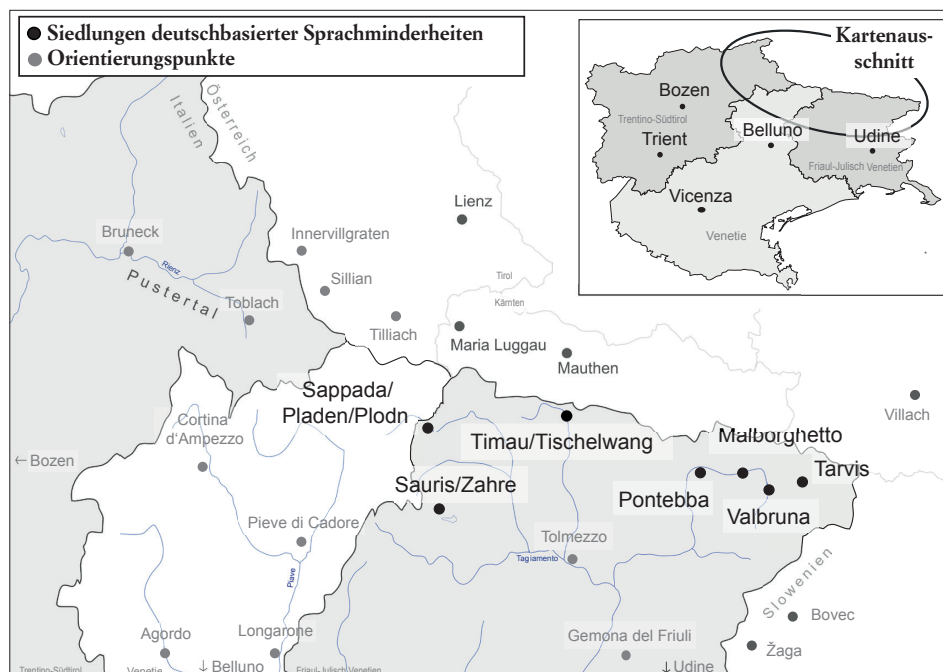 Siedlungen deutschbasierter Sprachminderheiten
Orientierungspunkte
Kartenaus-
schnitt
Bozen
Trentino-Südtirol
Trient
Belluno
Udine
Friaul-Julisch Venetien
Vicenza
Venetie
Österreich
Italien
Lienz
Bruneck
Innervillgraten
Rienz
Pustertal
Sillian
Toblach
Tirol
Kärnten
Tilliach
Maria Luggau
Mauthen
Villach
Sappada/
Pladen/Plodn
Cortina
d'Ampezzo
Timau/Tischelwang
Malborghetto
Tarvis
← Bozen
Sauris/Zahre
Pontebba
Valbruna
Pieve di Cadore
Tolmezzo
Tagiamento
Piave
Slowenien
Bovec
Žaga
Agordo
Longarone
Gemona del Friuli
Trentino-Südtirol
Venetie
↓ Belluno
Friaul-Julisch Venetien
↓ Udine